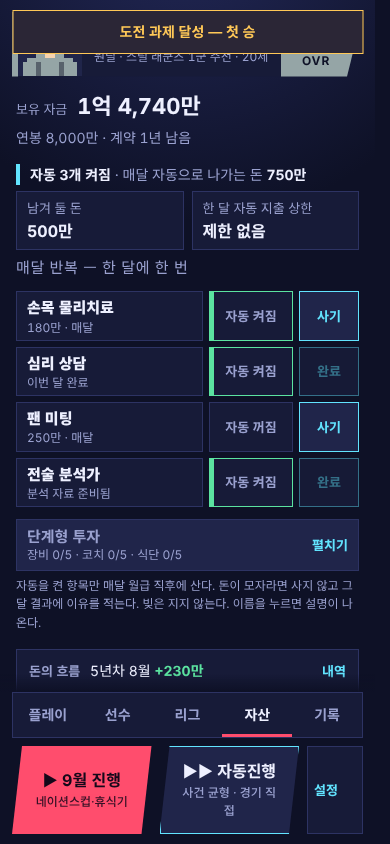 도전 과제 달성 — 첫 승
원딜 · 스틸 래쿤스 1군 주전 · 20세
OVR
보유 자금 1억 4,740만
연봉 8,000만 · 계약 1년 남음
자동 3개 켜짐 · 매달 자동으로 나가는 돈 750만
남겨 둘 돈
500만
한 달 자동 지출 상한
제한 없음
매달 반복 — 한 달에 한 번
손목 물리치료
180만 · 매달
자동 켜짐
사기
심리 상담
이번 달 완료
자동 켜짐
완료
팬 미팅
250만 · 매달
자동 꺼짐
사기
전술 분석가
분석 자료 준비됨
자동 켜짐
완료
단계형 투자
장비 0/5 · 코치 0/5 · 식단 0/5
펼치기
자동을 켠 항목만 매달 월급 직후에 산다. 돈이 모자라면 사지 않고 그
달 결과에 이유를 적는다. 빚은 지지 않는다. 이름을 누르면 설명이 나
온다.
돈의 흐름 5년차 8월 +230만 내역
플레이 선수 리그 자산 기록
▶ 9월 진행
네이션스컵·휴식기
▶▶ 자동진행
사건 균형 · 경기 직
접
설정